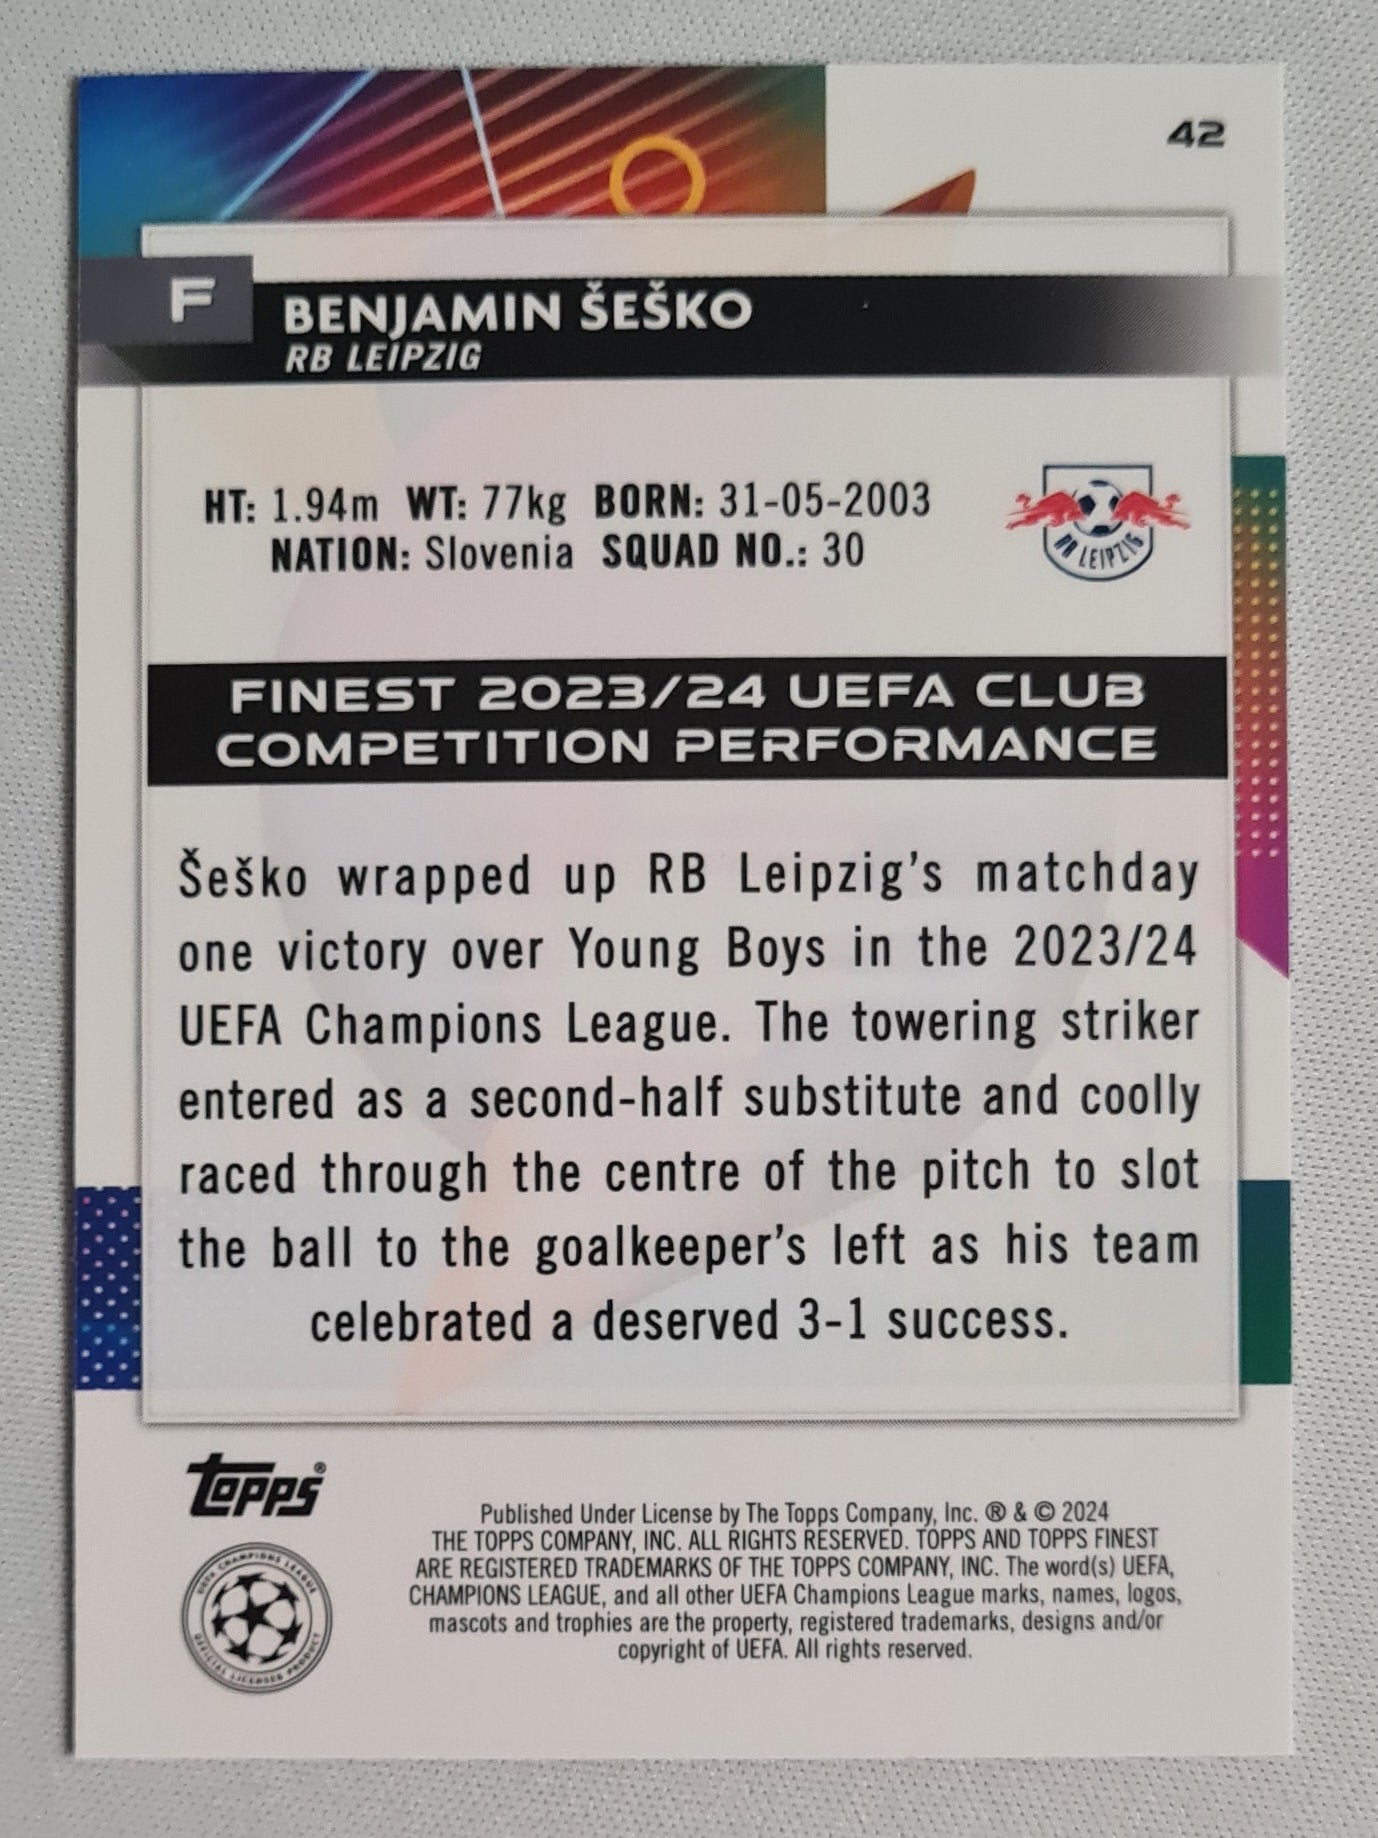 42
F
BENJAMIN ŠEŠKO
RB LEIPZIG
HT: 1.94m WT: 77kg BORN: 31-05-2003
NATION: Slovenia SQUAD NO.: 30
RB LEIPZIG
FINEST 2023/24 UEFA CLUB
COMPETITION PERFORMANCE
Šeško wrapped up RB Leipzig's matchday
one victory over Young Boys in the 2023/24
UEFA Champions League. The towering striker
entered as a second-half substitute and coolly
raced through the centre of the pitch to slot
the ball to the goalkeeper's left as his team
celebrated a deserved 3-1 success.
Topps®
UEFA CHAMPIONS LEAGUE
OFFICIAL LICENSED PRODUCT
Published Under License by The Topps Company, Inc. ® & © 2024
THE TOPPS COMPANY, INC. ALL RIGHTS RESERVED. TOPPS AND TOPPS FINEST
ARE REGISTERED TRADEMARKS OF THE TOPPS COMPANY, INC. The word(s) UEFA,
CHAMPIONS LEAGUE, and all other UEFA Champions League marks, names, logos,
mascots and trophies are the property, registered trademarks, designs and/or
copyright of UEFA. All rights reserved.